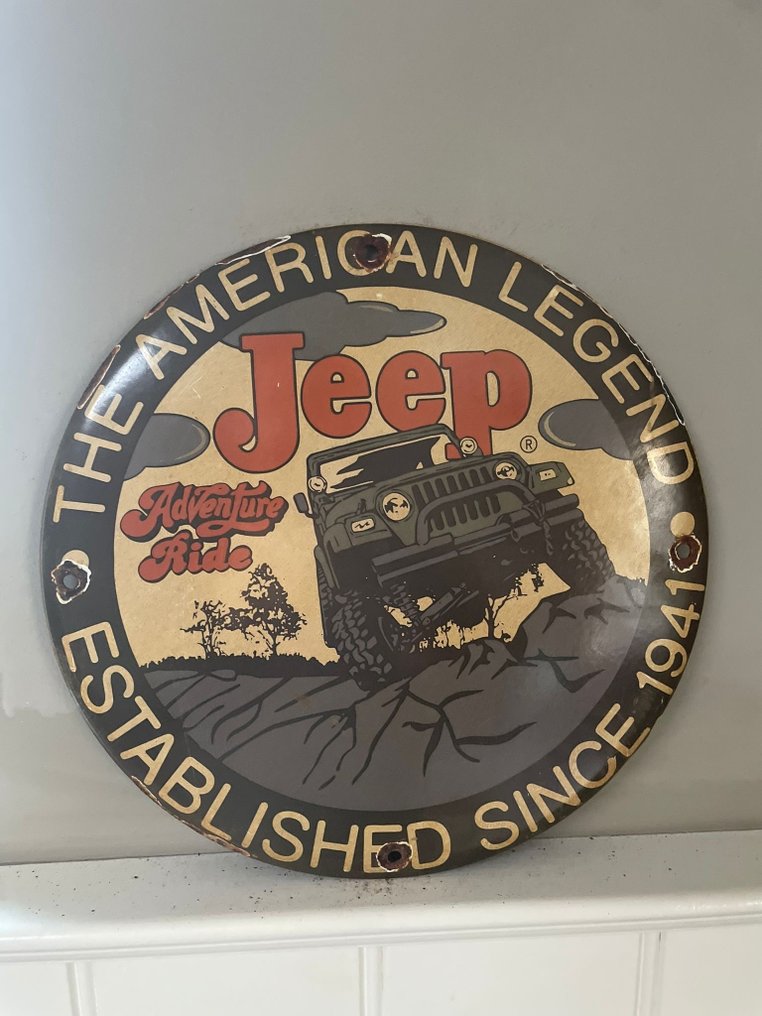 THE AMERICAN LEGEND
Jeep ®
Adventure
Ride
ESTABLISHED SINCE 1941